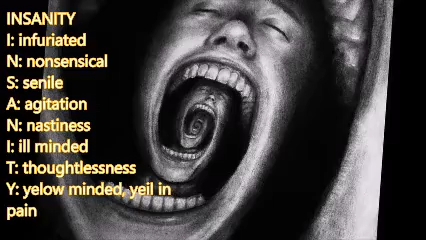 INSANITY
I: infuriated
N: nonsensical
S: senile
A: agitation
N: nastiness
I: ill minded
T: thoughtlessness
Y: yelow minded, yeil in
pain